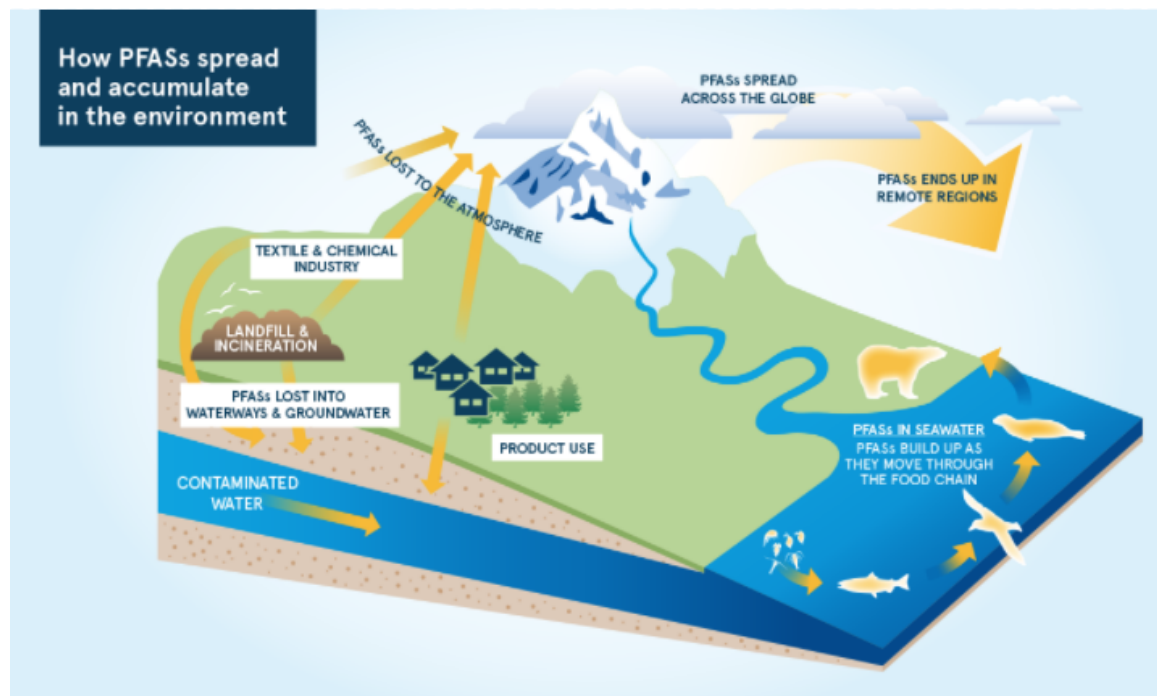 How PFASs spread
and accumulate
in the environment
PFASs SPREAD
ACROSS THE GLOBE
PFASs LOST TO THE ATMOSPHERE
PFASs ENDS UP IN
REMOTE REGIONS
TEXTILE & CHEMICAL
INDUSTRY
LANDFILL &
INCINERATION
PFASs LOST INTO
WATERWAYS & GROUNDWATER
PRODUCT USE
PFASs IN SEAWATER
PFASs BUILD UP AS
THEY MOVE THROUGH
THE FOOD CHAIN
CONTAMINATED
WATER